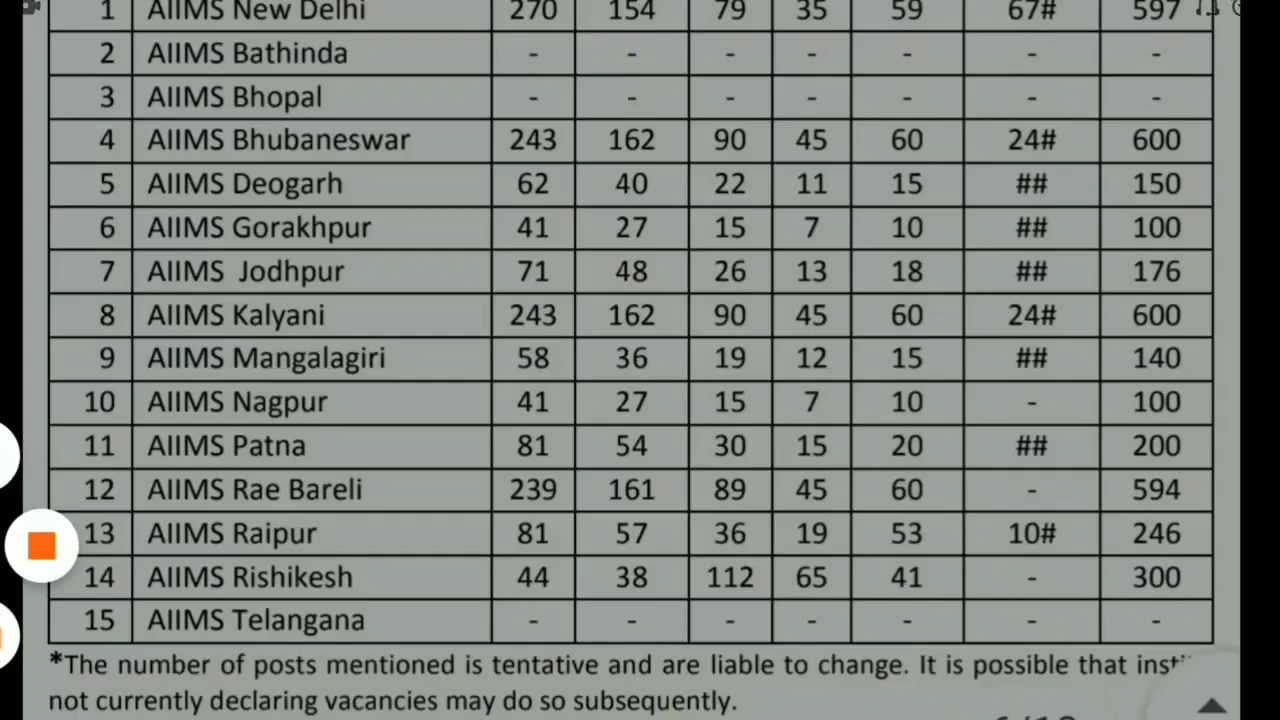 1 AIIMS New Delhi 270 154 79 35 59 67# 597
2 AIIMS Bathinda - - - - - - -
3 AIIMS Bhopal - - - - - - -
4 AIIMS Bhubaneswar 243 162 90 45 60 24# 600
5 AIIMS Deogarh 62 40 22 11 15 ## 150
6 AIIMS Gorakhpur 41 27 15 7 10 ## 100
7 AIIMS Jodhpur 71 48 26 13 18 ## 176
8 AIIMS Kalyani 243 162 90 45 60 24# 600
9 AIIMS Mangalagiri 58 36 19 12 15 ## 140
10 AIIMS Nagpur 41 27 15 7 10 - 100
11 AIIMS Patna 81 54 30 15 20 ## 200
12 AIIMS Rae Bareli 239 161 89 45 60 - 594
13 AIIMS Raipur 81 57 36 19 53 10# 246
14 AIIMS Rishikesh 44 38 112 65 41 - 300
15 AIIMS Telangana - - - - - - -
*The number of posts mentioned is tentative and are liable to change. It is possible that
not currently declaring vacancies may do so subsequently.